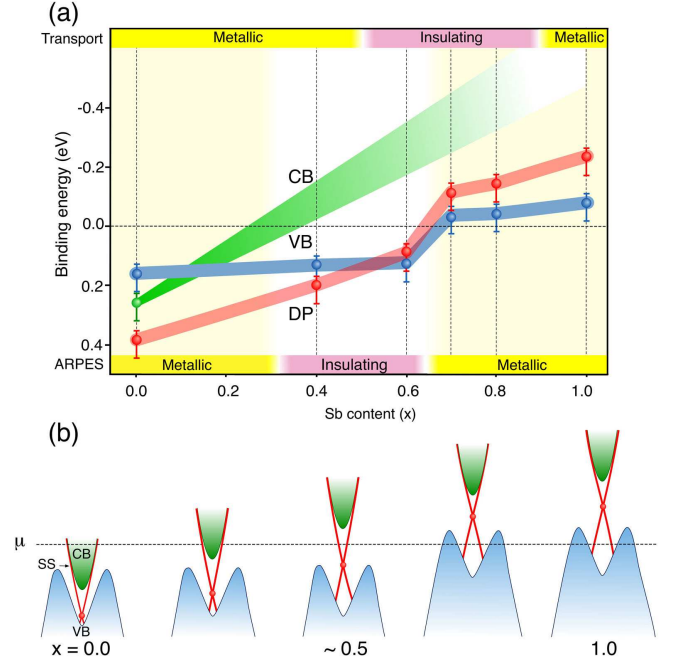 (a)
Transport Metallic Insulating Metallic
-0.4
-0.2
0.0
0.2
0.4
Binding energy (eV)
CB
VB
DP
ARPES Metallic Insulating Metallic
0.0 0.2 0.4 0.6 0.8 1.0
Sb content (x)
(b)
μ
CB
SS
VB
x = 0.0 ~ 0.5 1.0